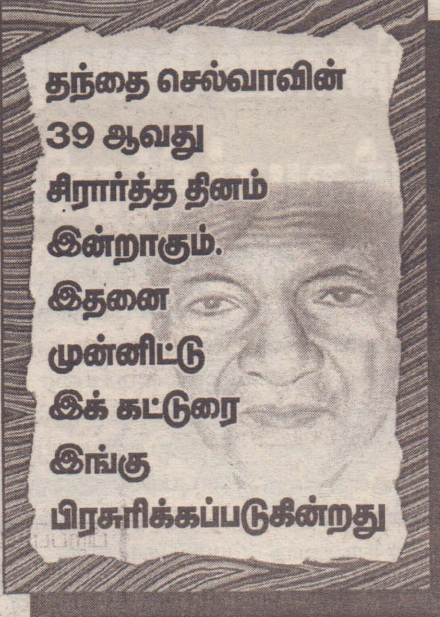 தந்தை செல்வாவின்
39 ஆவது
சிரார்த்த தினம்
இன்றாகும்.
இதனை
முன்னிட்டு
இக் கட்டுரை
இங்கு
பிரசுரிக்கப்படுகின்றது